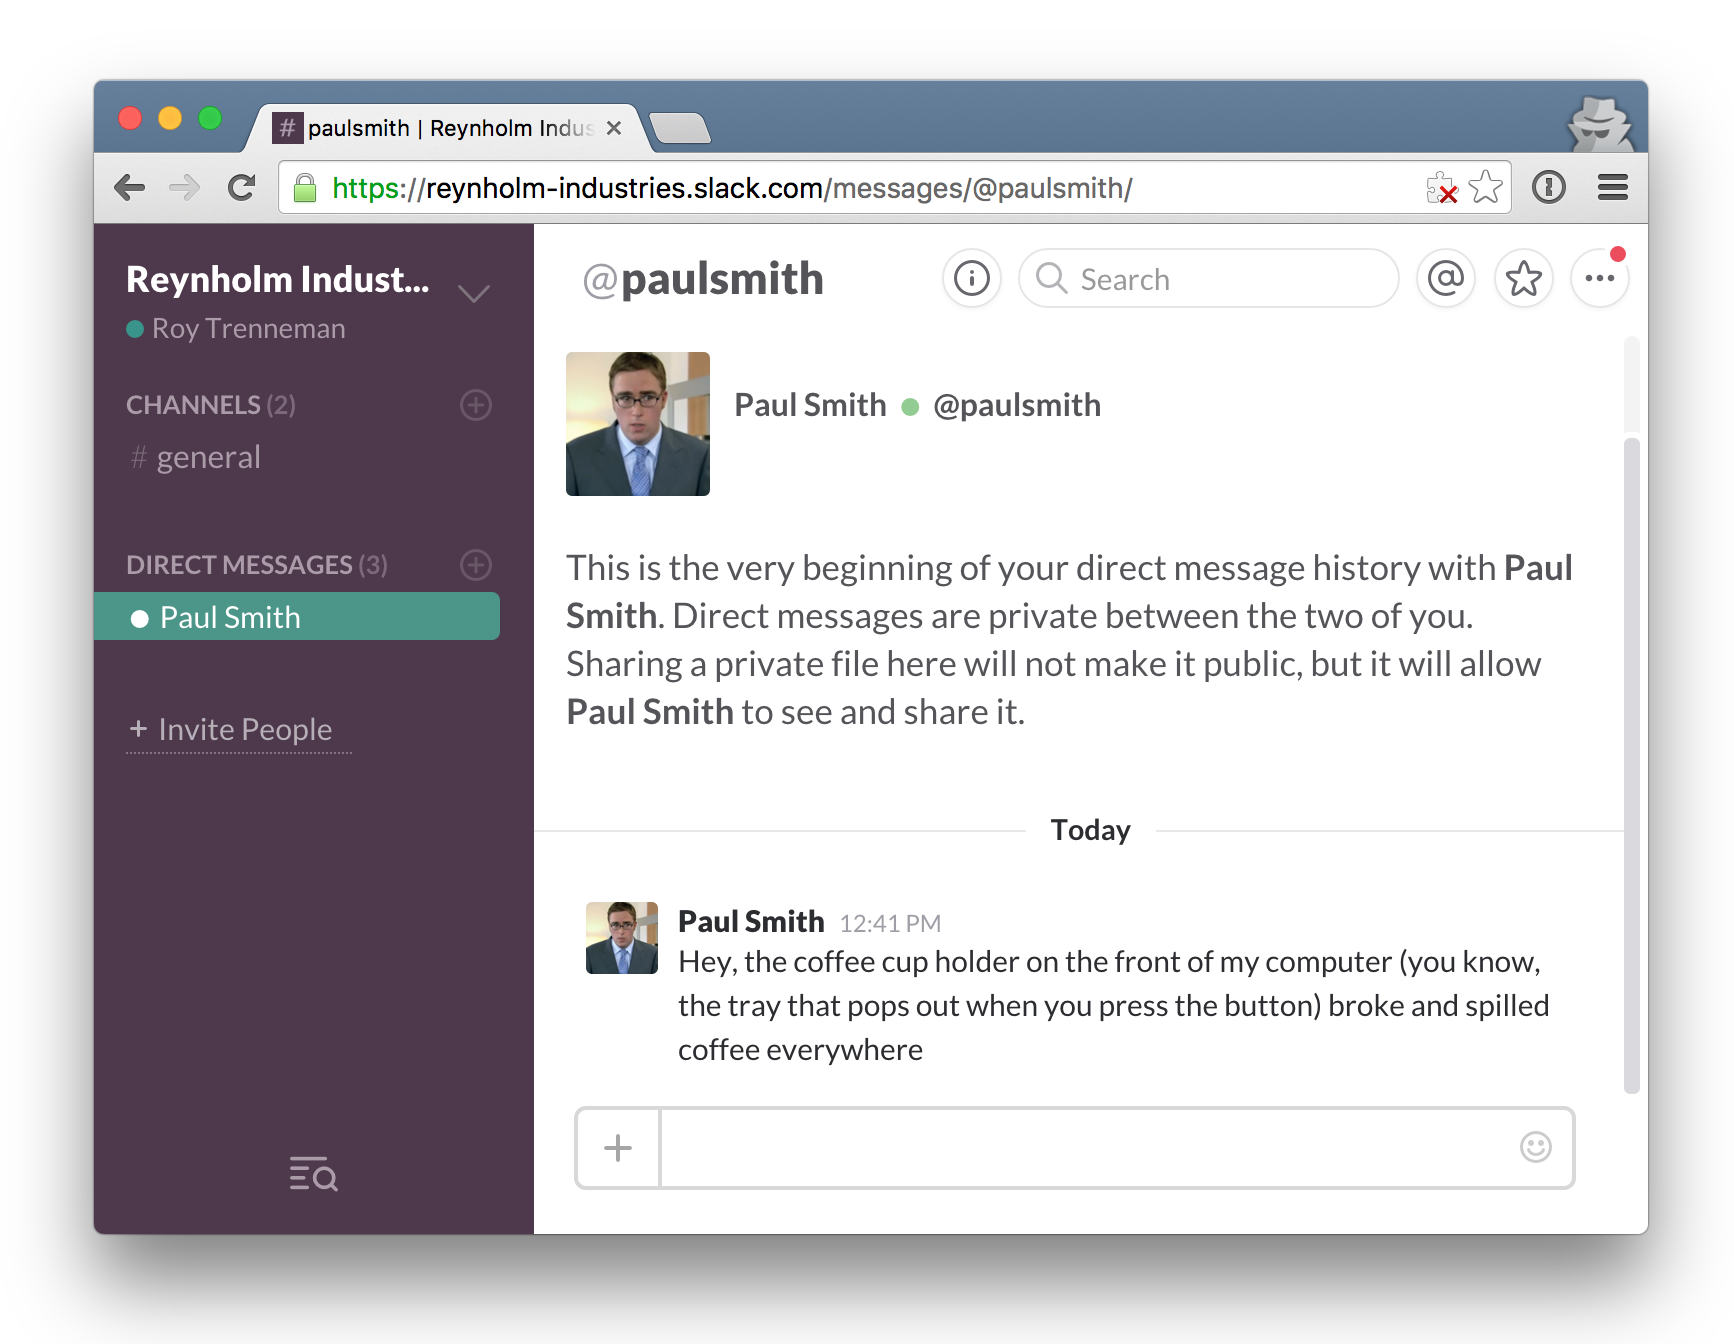 # paulsmith | Reynholm Indus
https://reynholm-industries.slack.com/messages/@paulsmith/
Reynholm Indust...
Roy Trenneman
CHANNELS (2)
# general
DIRECT MESSAGES (3)
Paul Smith
+ Invite People
@paulsmith
Search
Paul Smith @paulsmith
This is the very beginning of your direct message history with Paul
Smith. Direct messages are private between the two of you.
Sharing a private file here will not make it public, but it will allow
Paul Smith to see and share it.
Today
Paul Smith 12:41 PM
Hey, the coffee cup holder on the front of my computer (you know,
the tray that pops out when you press the button) broke and spilled
coffee everywhere